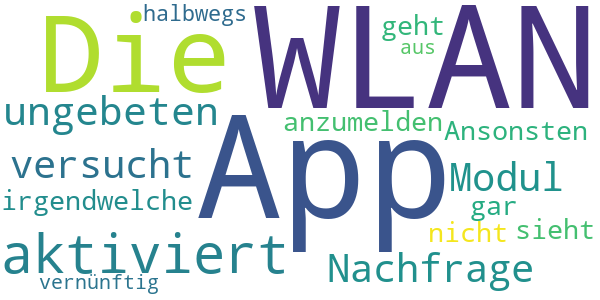 halbwegs
Die WLAN
geht
aus
ungebeten
anzumelden
Ansonsten
App
versucht
Modul
irgendwelche
gar
nicht sieht
aktiviert
Nachfrage
vernünftig